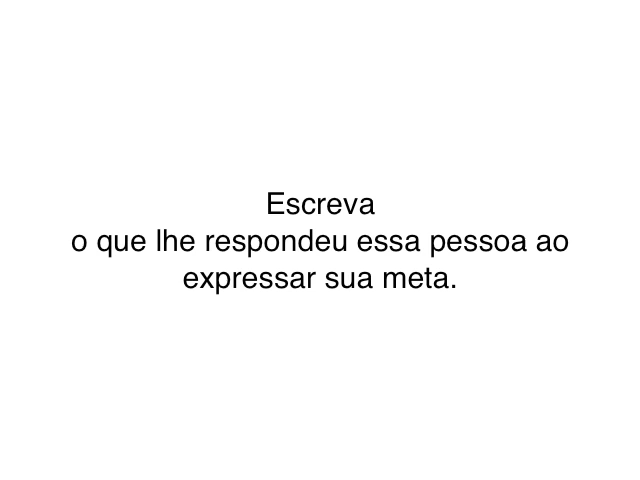 Escreva
o que lhe respondeu essa pessoa ao
expressar sua meta.